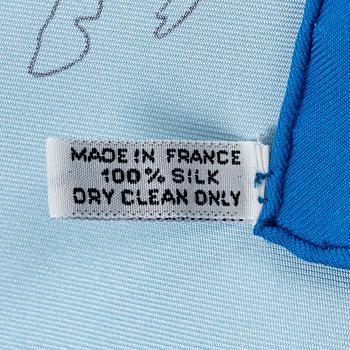 MADE IN FRANCE
100% SILK
DRY CLEAN ONLY